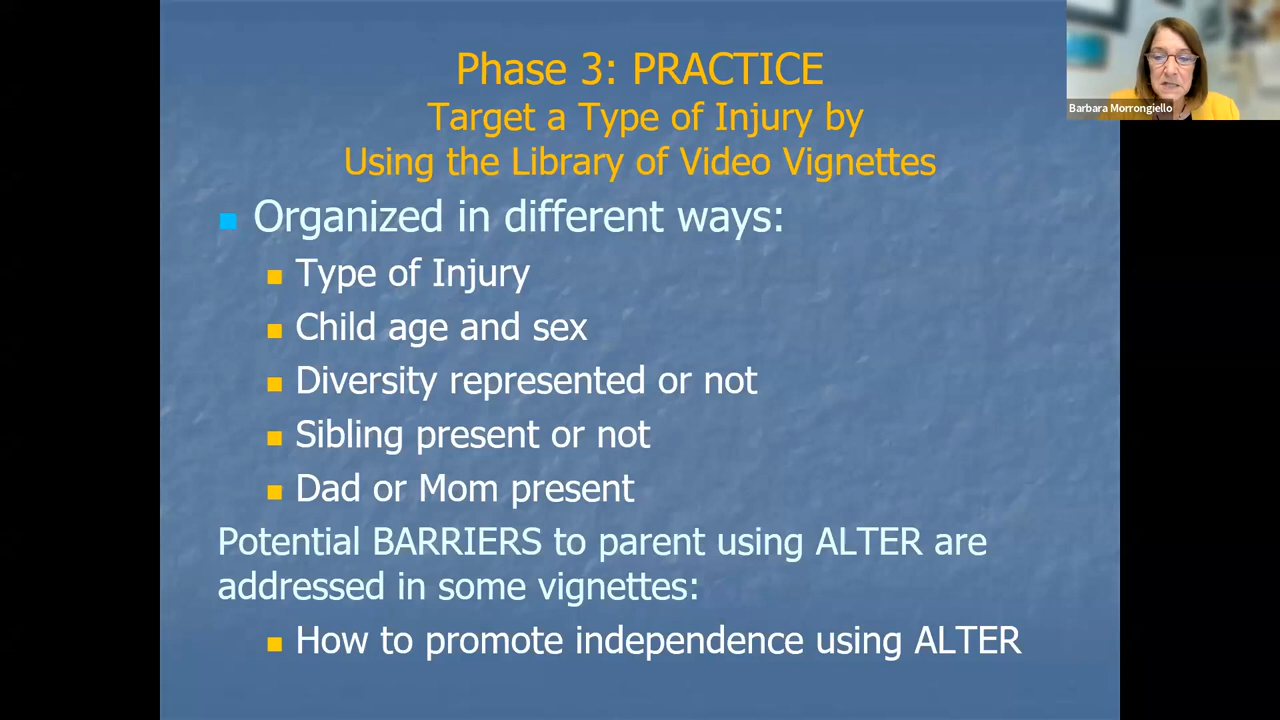 Phase 3: PRACTICE
Target a Type of Injury by
Using the Library of Video Vignettes
Organized in different ways:
Type of Injury
Child age and sex
Diversity represented or not
Sibling present or not
Dad or Mom present
Potential BARRIERS to parent using ALTER are
addressed in some vignettes:
How to promote independence using ALTER
Barbara Morrongiello